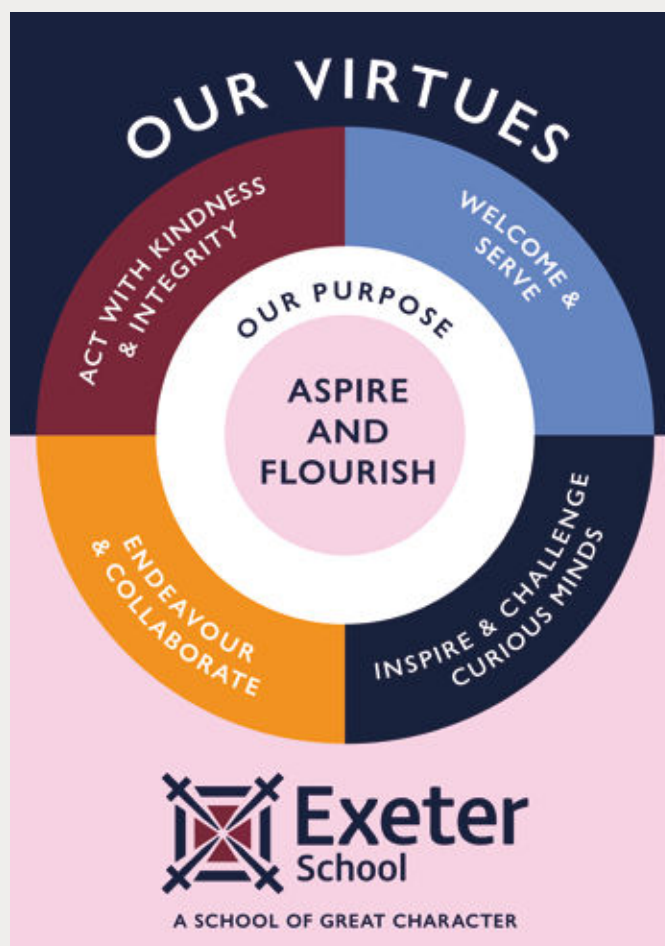 OUR VIRTUES
ACT WITH KINDNESS
& INTEGRITY
WELCOME &
SERVE
OUR PURPOSE
ASPIRE
AND
FLOURISH
ENDEAVOUR
& COLLABORATE
INSPIRE & CHALLENGE
CURIOUS MINDS
Exeter
School
A SCHOOL OF GREAT CHARACTER